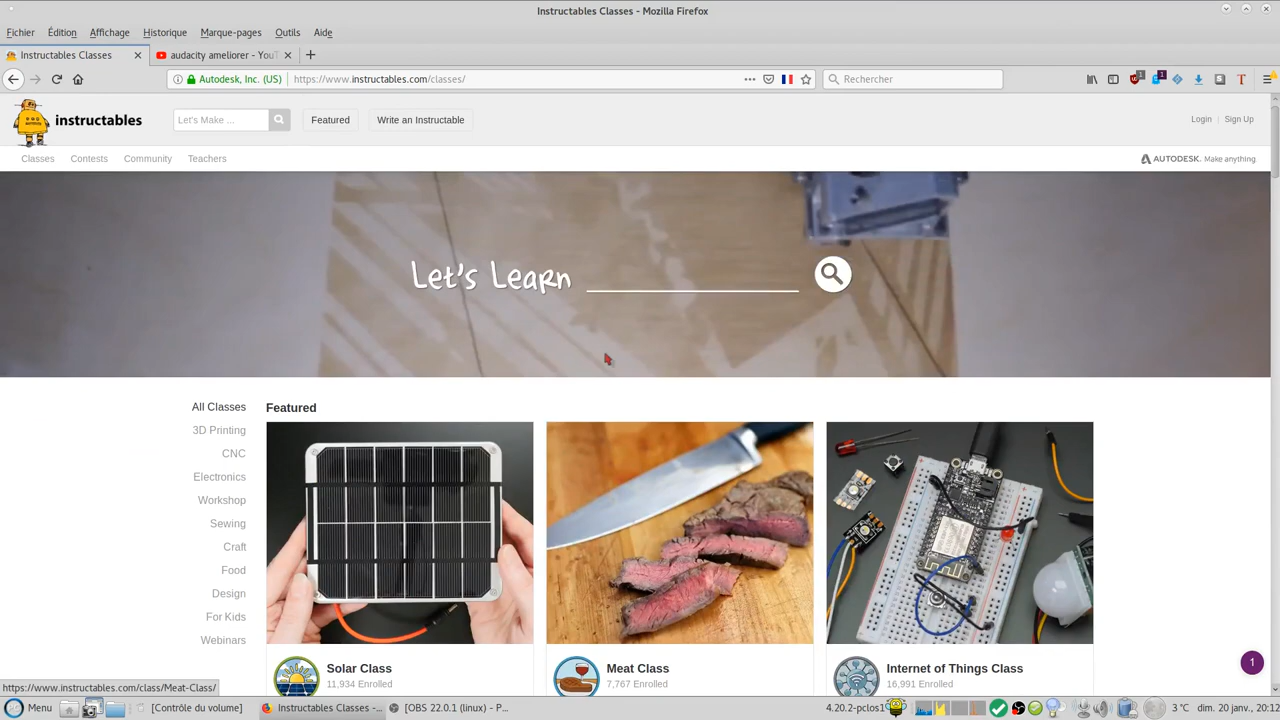 Instructables Classes - Mozilla Firefox
Fichier Édition Affichage Historique Marque-pages Outils Aide
Instructables Classes
audacity ameliorer - YouT
Autodesk, Inc. (US)
https://www.instructables.com/classes/
Rechercher
instructables
Let's Make ...
Featured
Write an Instructable
Login | Sign Up
Classes Contests Community Teachers
AUTODESK. Make anything.
Let's Learn
All Classes
3D Printing
CNC
Electronics
Workshop
Sewing
Craft
Food
Design
For Kids
Webinars
Featured
Solar Class
11,934 Enrolled
Meat Class
7,767 Enrolled
Internet of Things Class
16,991 Enrolled
1
https://www.instructables.com/class/Meat-Class/
Menu
[Contrôle du volume]
Instructables Classes -
[OBS 22.0.1 (linux) - P...
4.20.2-pclos1
3 °C
dim. 20 janv., 20:12